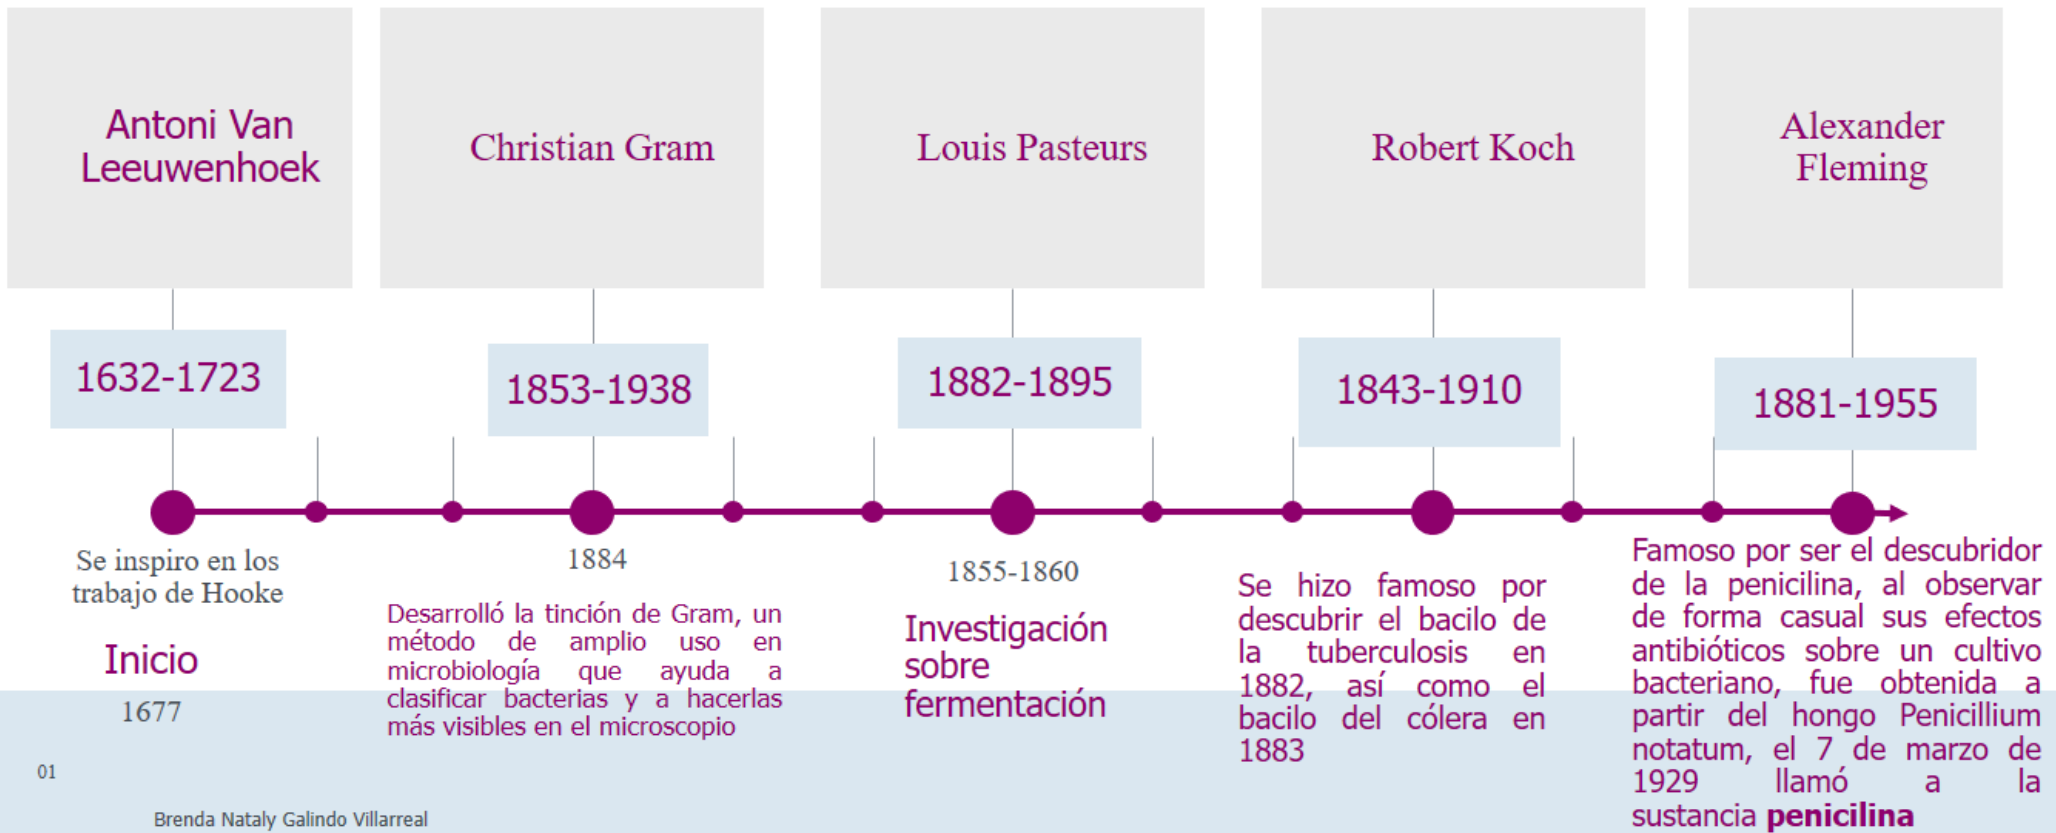 Antoni Van
Leeuwenhoek
Christian Gram
Louis Pasteurs
Robert Koch
Alexander
Fleming
1632-1723
1853-1938
1882-1895
1843-1910
1881-1955
Se inspiro en los
trabajo de Hooke
Inicio
1677
1884
Desarrolló la tinción de Gram, un
método de amplio uso en
microbiología que ayuda a
clasificar bacterias y a hacerlas
más visibles en el microscopio
1855-1860
Investigación
sobre
fermentación
Se hizo famoso por
descubrir el bacilo de
la tuberculosis en
1882, así como el
bacilo del cólera en
1883
Famoso por ser el descubridor
de la penicilina, al observar
de forma casual sus efectos
antibióticos sobre un cultivo
bacteriano, fue obtenida a
partir del hongo Penicillium
notatum, el 7 de marzo de
1929 llamó a la
sustancia penicilina
01
Brenda Nataly Galindo Villarreal